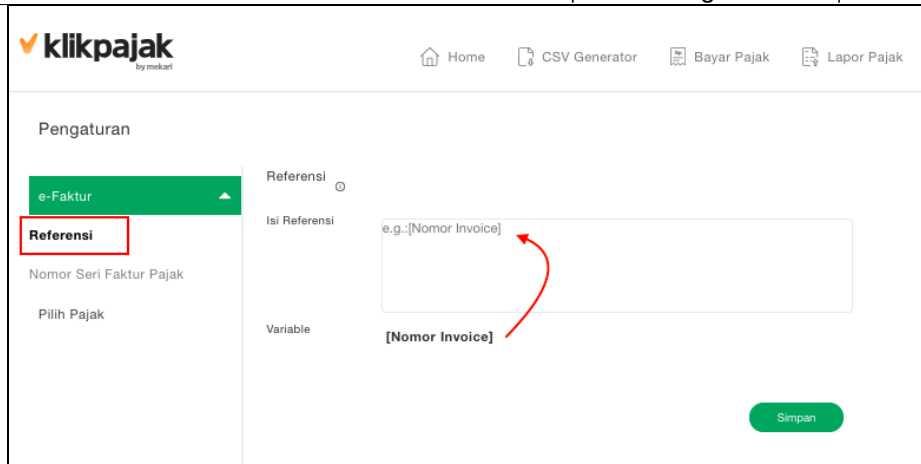 klikpajak
by mekari
Home
CSV Generator
Bayar Pajak
Lapor Pajak
Pengaturan
e-Faktur
Referensi
Nomor Seri Faktur Pajak
Pilih Pajak
Referensi
Isi Referensi
e.g.:[Nomor Invoice]
Variable
[Nomor Invoice]
Simpan